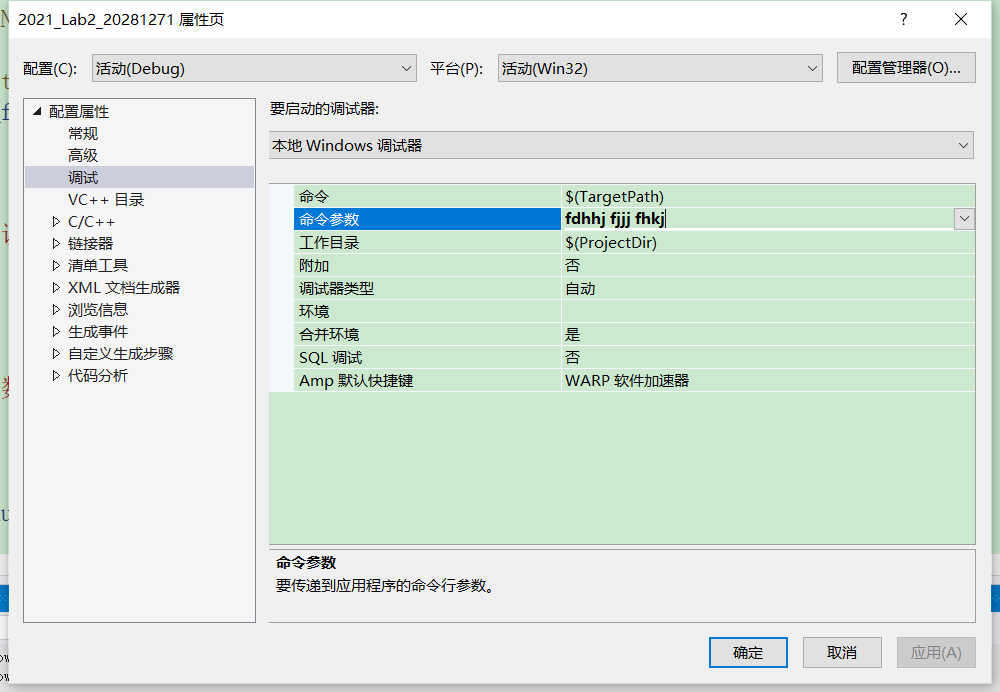 2021_Lab2_20281271 属性页
?
配置(C):
活动(Debug)
平台(P):
活动(Win32)
配置管理器(O)...
配置属性
常规
高级
调试
VC++ 目录
C/C++
链接器
清单工具
XML 文档生成器
浏览信息
生成事件
自定义生成步骤
代码分析
要启动的调试器:
本地 Windows 调试器
命令 $(TargetPath)
命令参数 fdhhj fjjj fhkj
工作目录 $(ProjectDir)
附加 否
调试器类型 自动
环境
合并环境 是
SQL 调试 否
Amp 默认快捷键 WARP 软件加速器
命令参数
要传递到应用程序的命令行参数。
确定
取消
应用(A)